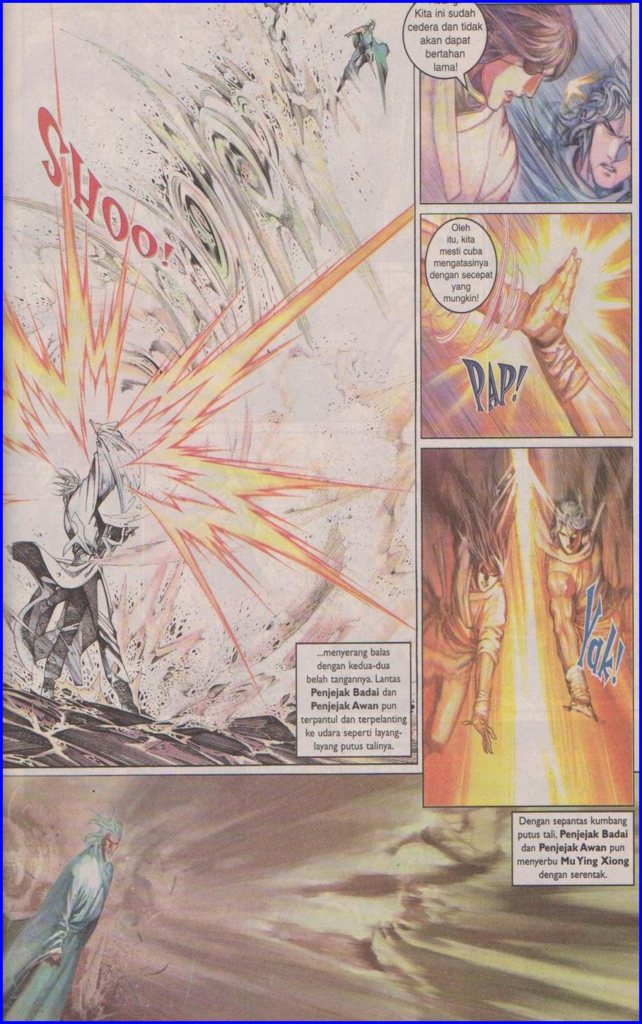 SHOO!
...menyerang balas
dengan kedua-dua
belah tangannya. Lantas
Penjejak Badai dan
Penjejak Awan pun
terpantul dan terpelanting
ke udara seperti layang-
layang putus talinya.
Kita ini sudah
cedera dan tidak
akan dapat
bertahan
lama!
Oleh
itu, kita
mesti cuba
mengatasinya
dengan secepat
yang
mungkin!
PAP!
Yak!
Dengan sepantas kumbang
putus tali, Penjejak Badai
dan Penjejak Awan pun
menyerbu Mu Ying Xiong
dengan serentak.